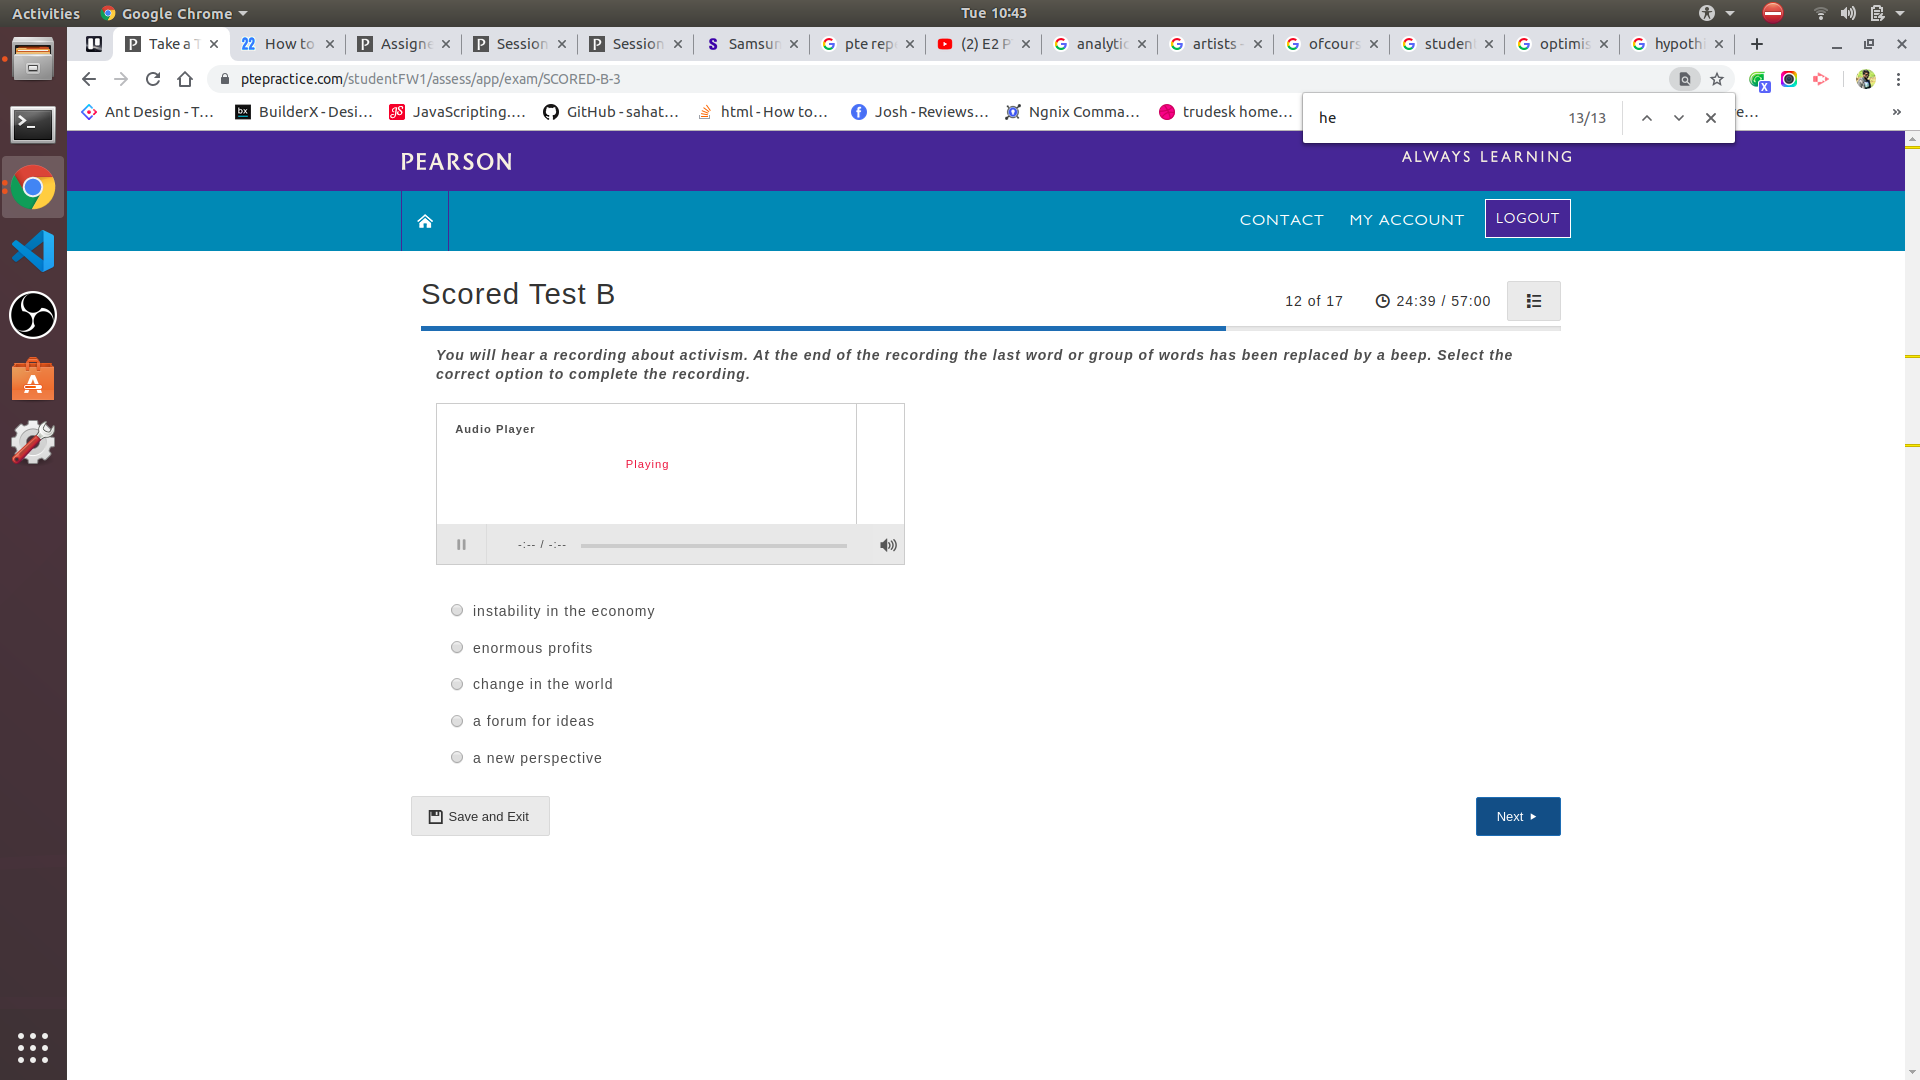 Activities
Google Chrome
Tue 10:43
Take a T
How to
Assigne
Session
Session
Samsun
pte rep
(2) E2 P
analytic
artists -
ofcours
student
optimis
hypothi
ptepractice.com/studentFW1/assess/app/exam/SCORED-B-3
Ant Design - T...
BuilderX - Desi...
JavaScripting....
GitHub - sahat...
html - How to...
Josh - Reviews...
Ngnix Comma...
trudesk home...
e...
»
he
13/13
PEARSON
ALWAYS LEARNING
CONTACT
MY ACCOUNT
LOGOUT
Scored Test B
12 of 17
24:39 / 57:00
You will hear a recording about activism. At the end of the recording the last word or group of words has been replaced by a beep. Select the
correct option to complete the recording.
Audio Player
Playing
-:-- / -:--
instability in the economy
enormous profits
change in the world
a forum for ideas
a new perspective
Save and Exit
Next